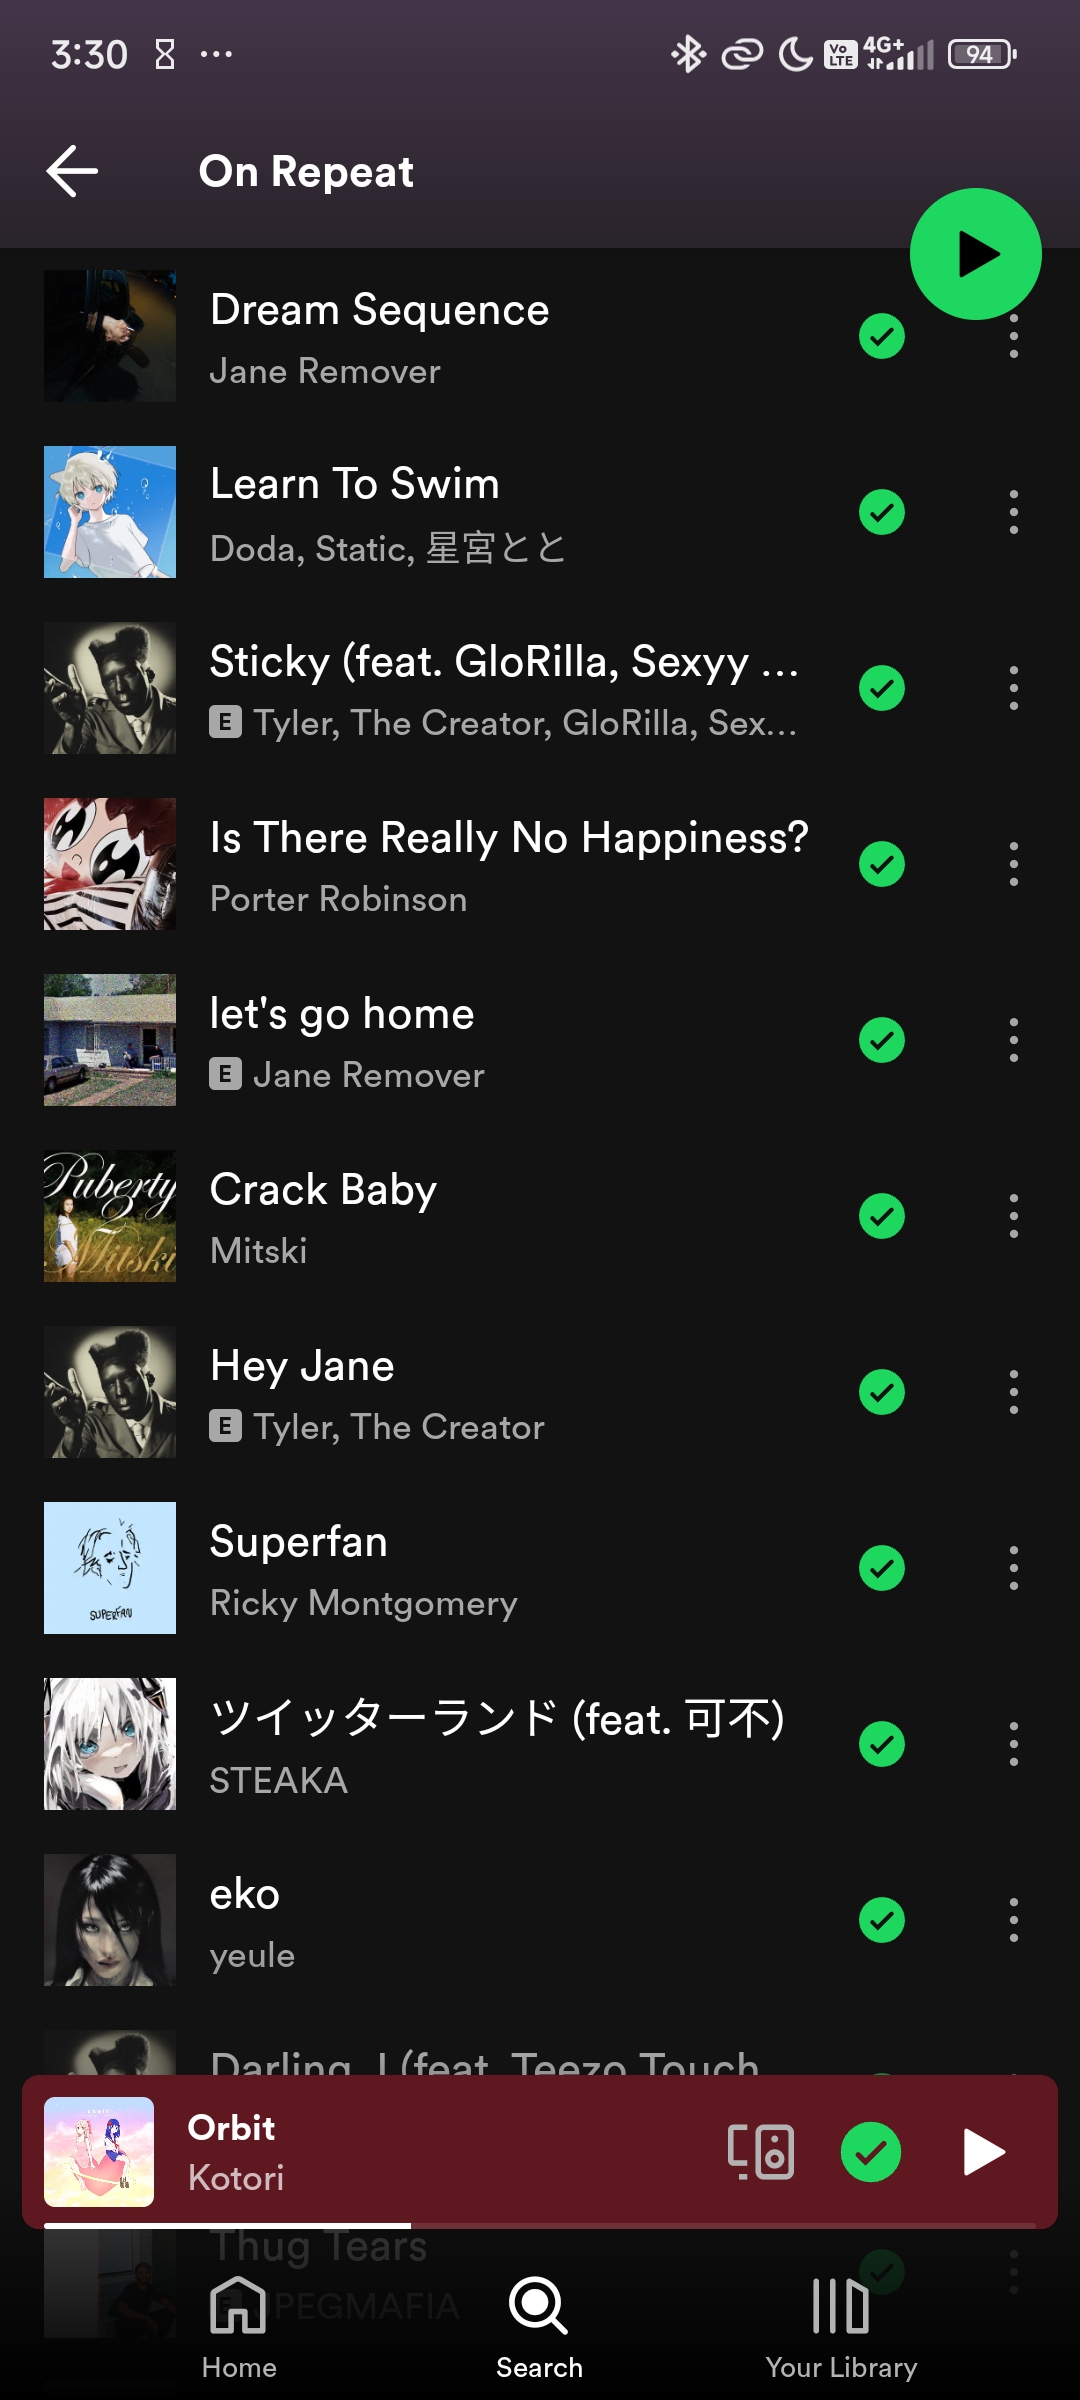 3:30
Vo LTE
4G+
94
On Repeat
Dream Sequence
Jane Remover
Learn To Swim
Doda, Static, 星宮とと
Sticky (feat. GloRilla, Sexyy ...
E Tyler, The Creator, GloRilla, Sex...
Is There Really No Happiness?
Porter Robinson
let's go home
E Jane Remover
Puberty
2
Mitski
Crack Baby
Mitski
Hey Jane
E Tyler, The Creator
SUPERFAN
Superfan
Ricky Montgomery
ツイッターランド (feat. 可不)
STEAKA
eko
yeule
Darling, I (feat. Teezo Touch...
Orbit
Kotori
Thug Tears
E JPEGMAFIA
Home
Search
Your Library